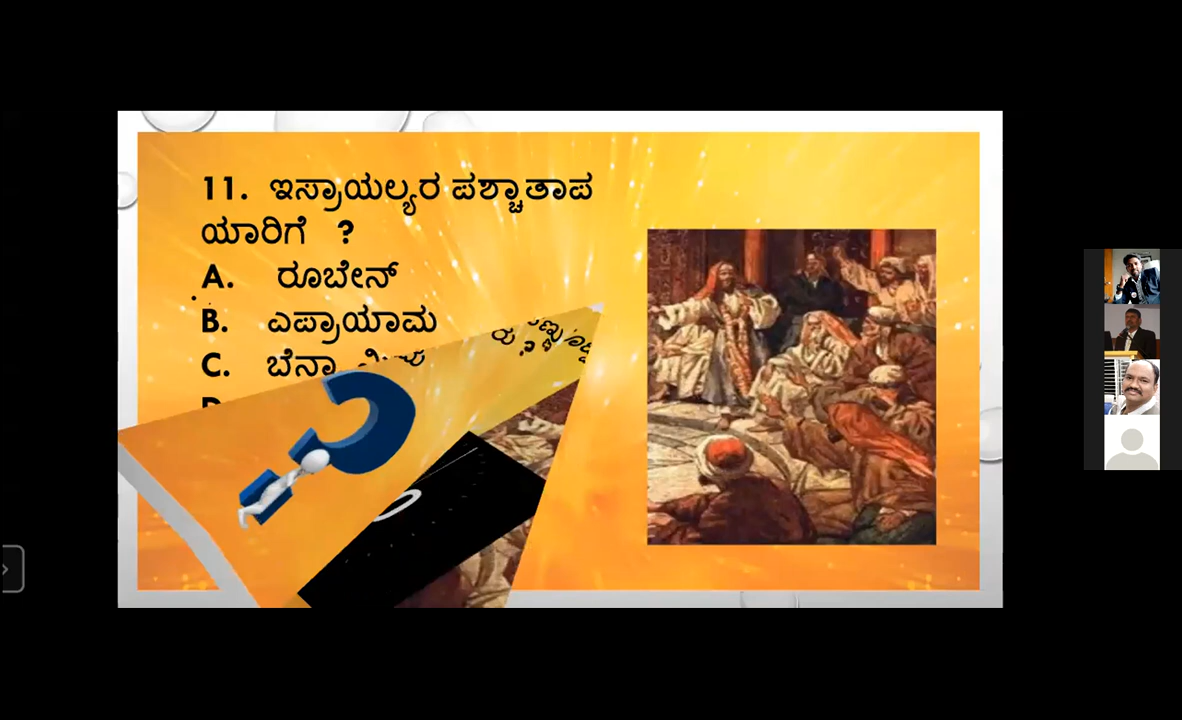 11. ಇಸ್ರಾಯಲ್ಯರ ಪಶ್ಚಾತಾಪ
ಯಾರಿಗೆ ?
A. ರೂಬೇನ್
B. ಎಪ್ರಾಯಾಮ
C. ಬೆನಾ